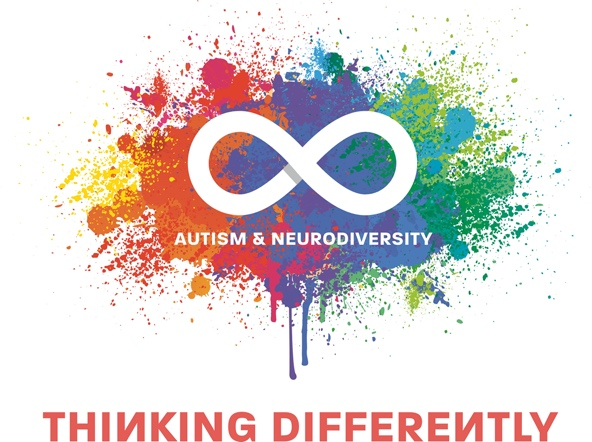 AUTISM & NEURODIVERSITY
THINKING DIFFERENTLY